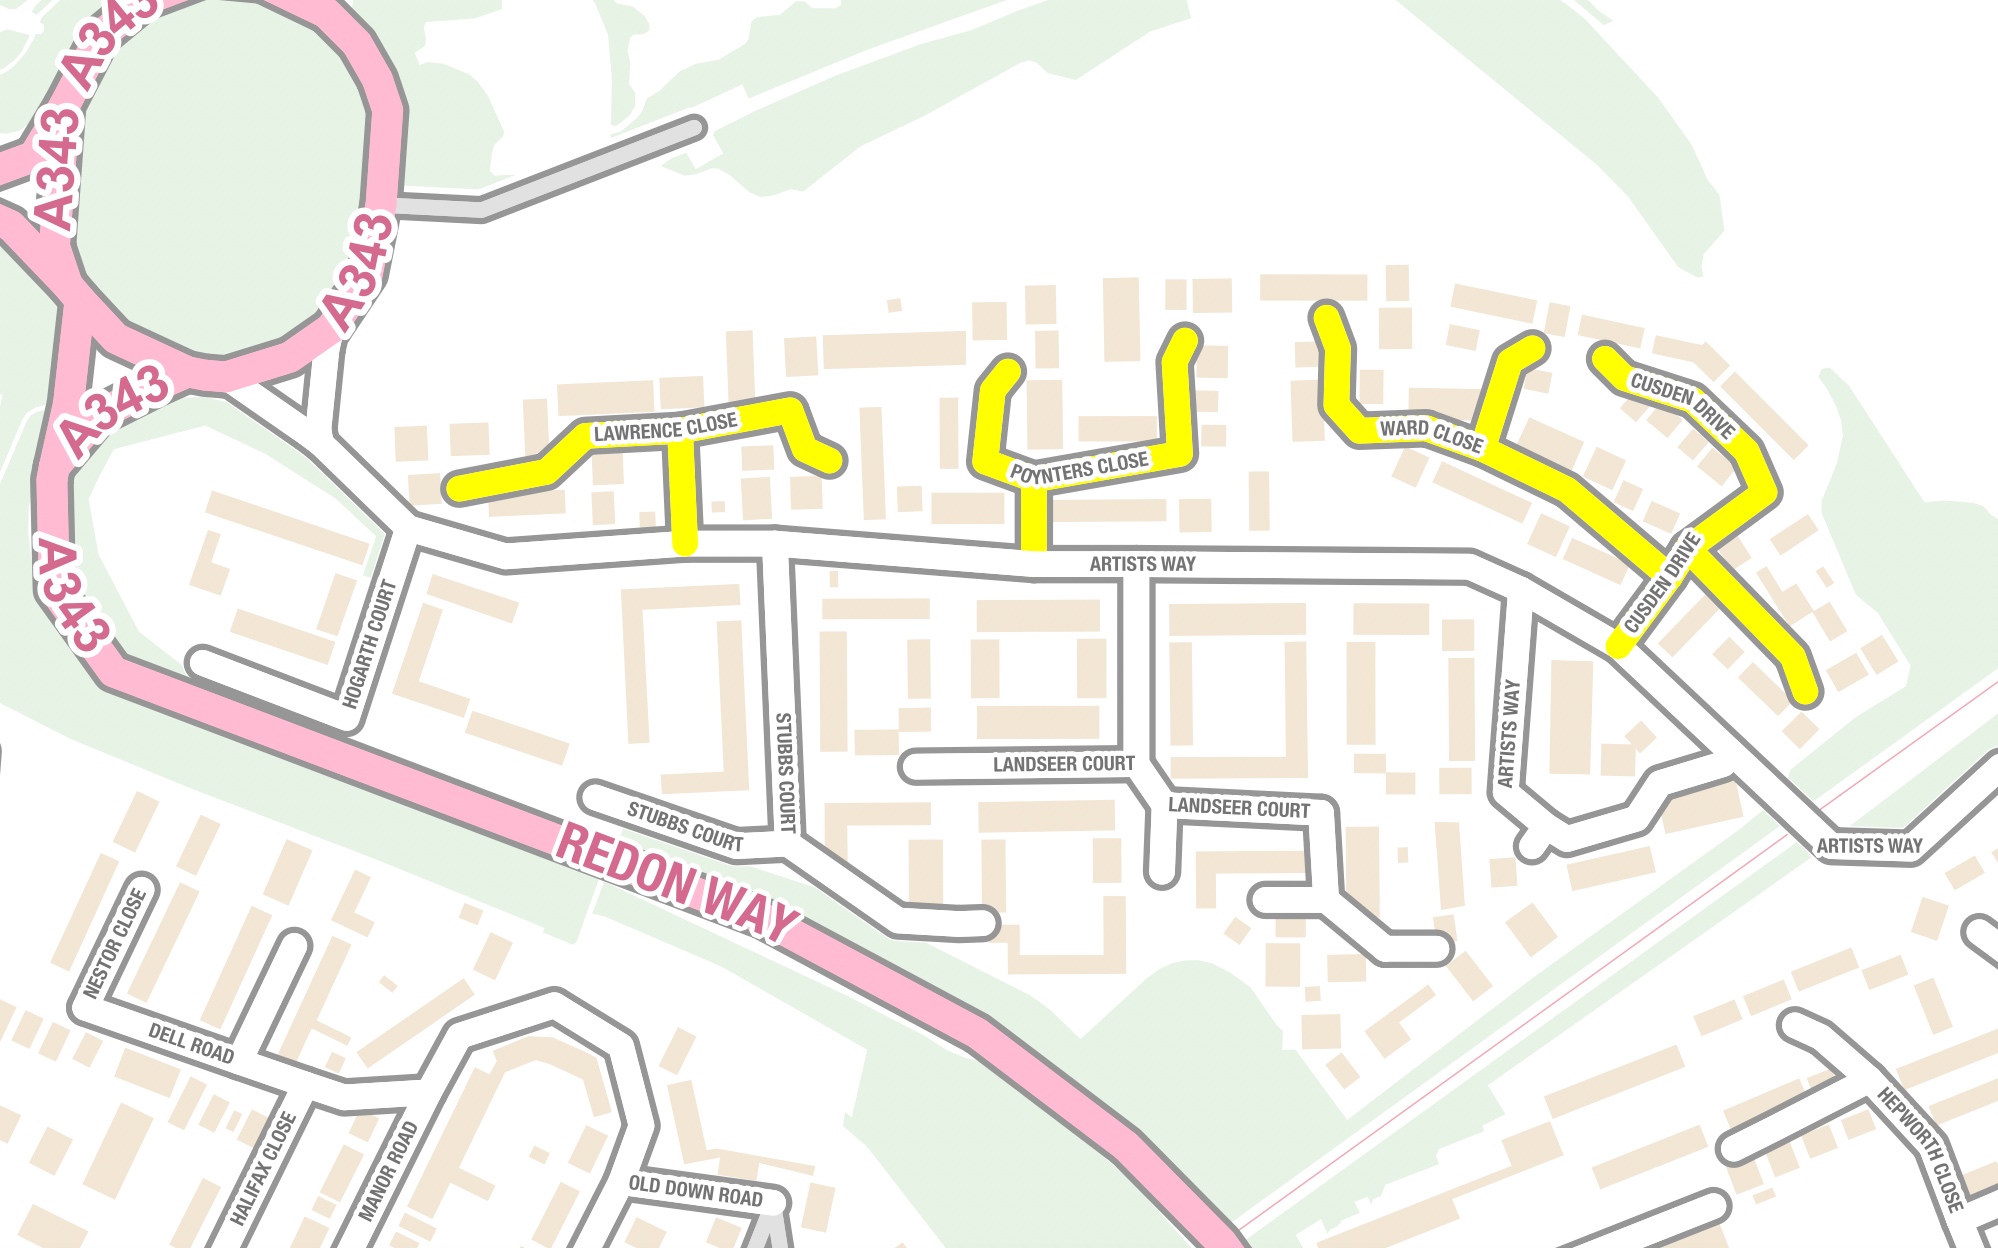 A343
A343
A343
A343
A343
LAWRENCE CLOSE
POYNTERS CLOSE
WARD CLOSE
CUSDEN DRIVE
CUSDEN DRIVE
ARTISTS WAY
HOGARTH COURT
STUBBS COURT
STUBBS COURT
LANDSEER COURT
LANDSEER COURT
ARTISTS WAY
ARTISTS WAY
REDON WAY
NESTOR CLOSE
DELL ROAD
HALIFAX CLOSE
MANOR ROAD
OLD DOWN ROAD
HEPWORTH CLOSE